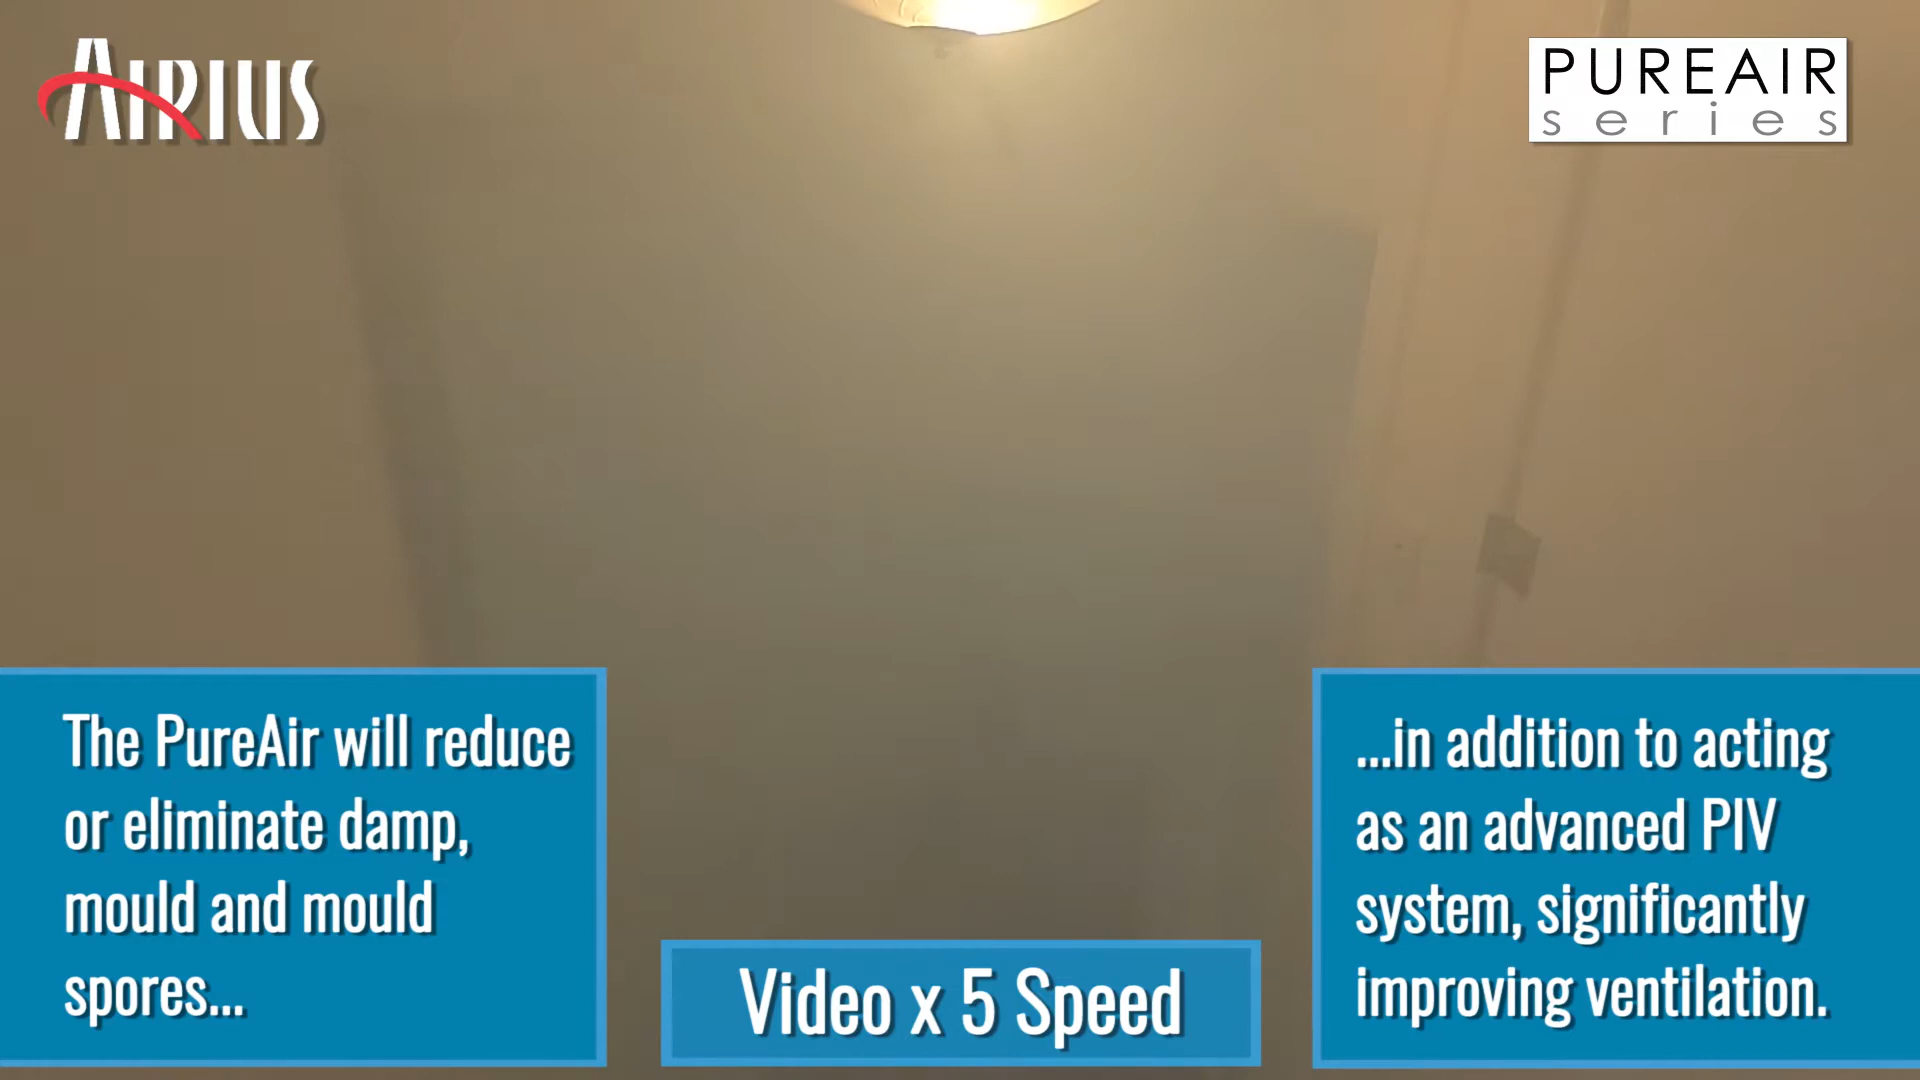 AIRIUS
PUREAIR
series
The PureAir will reduce
or eliminate damp,
mould and mould
spores...
...in addition to acting
as an advanced PIV
system, significantly
improving ventilation.
Video x 5 Speed